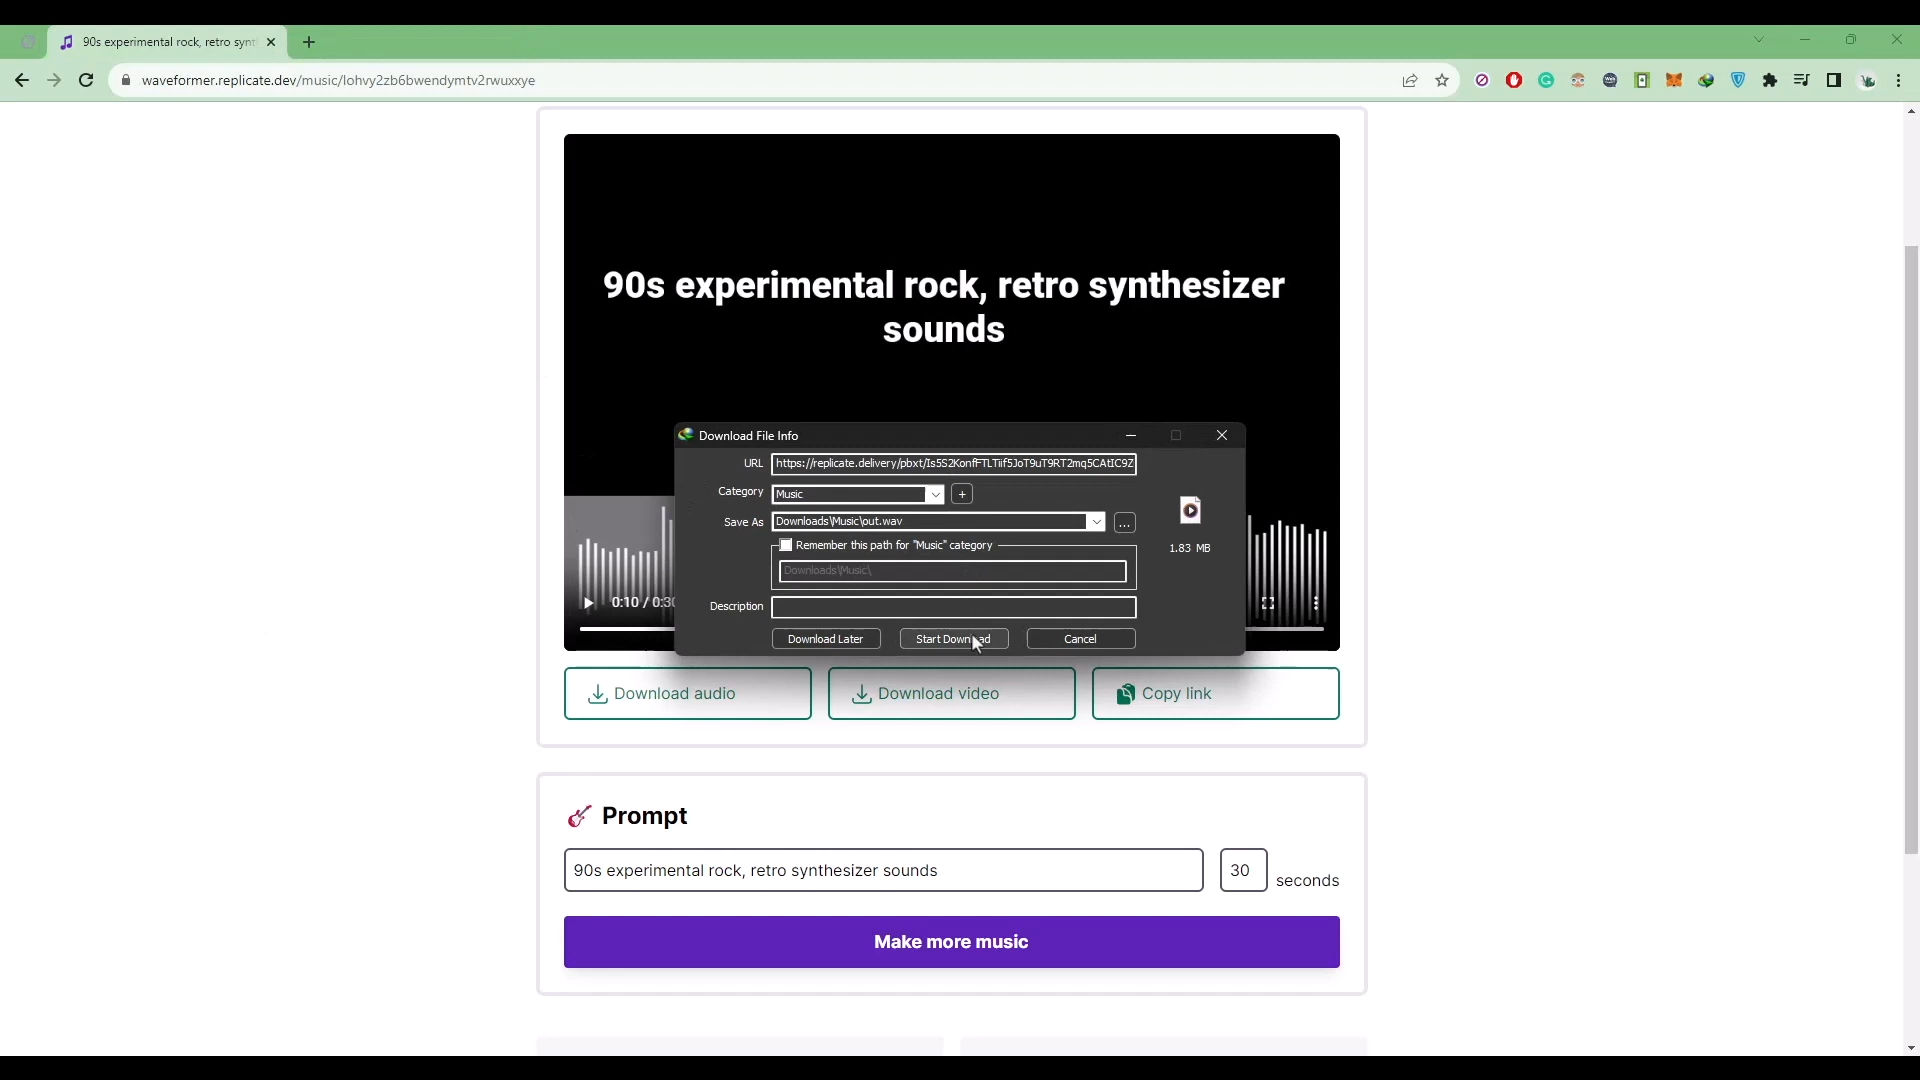 90s experimental rock, retro synt
waveformer.replicate.dev/music/lohvy2zb6bwendymtv2rwuxxye
90s experimental rock, retro synthesizer
sounds
Download File Info
URL
https://replicate.delivery/pbxt/Is5S2KonfFTLTiif5JoT9uT9RT2mq5CAtIC9Z
Category
Music
+
Save As
Downloads\Music\out.wav
...
Remember this path for "Music" category
Downloads\Music\
1.83 MB
Description
0:10 / 0:30
Download Later
Start Download
Cancel
Download audio
Download video
Copy link
Prompt
90s experimental rock, retro synthesizer sounds
30
seconds
Make more music